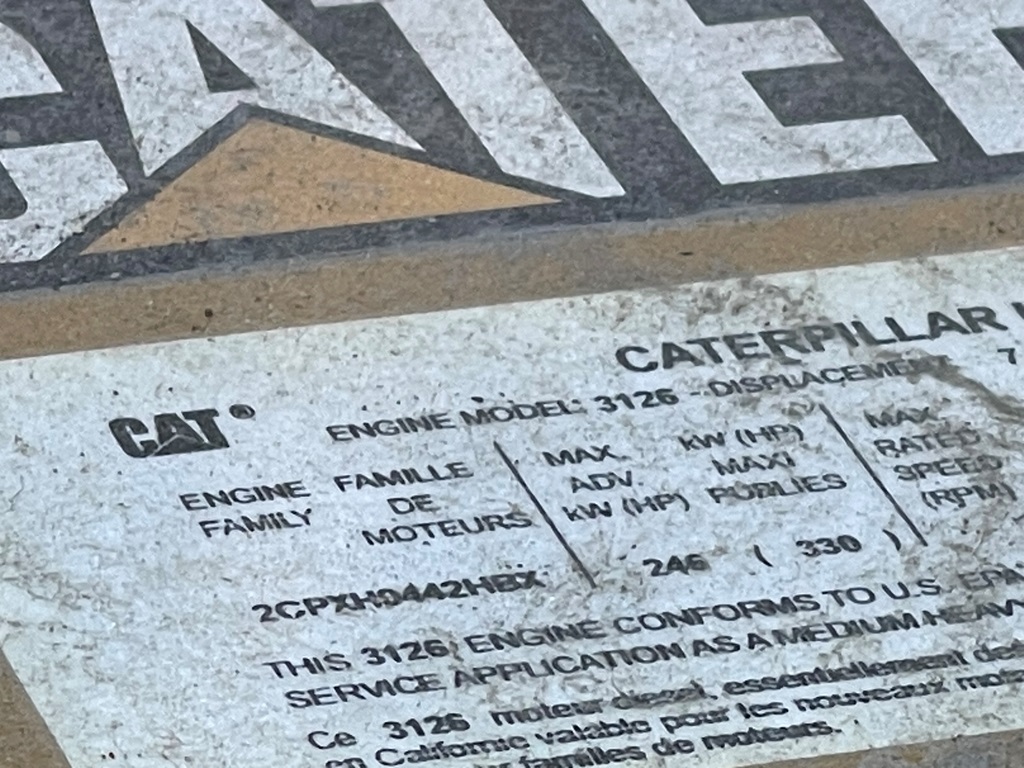 CATE
CATERPILLAR
CAT®
ENGINE MODEL: 3126 - DISPLACEMENT 7
ENGINE FAMILLE
FAMILY DE
MOTEURS
MAX. kW (HP)
ADV. MAXI
kW (HP) PUBLIES
MAX.
RATED
SPEED
(RPM)
2CPXH0442HBX 246 ( 330 )
THIS 3126 ENGINE CONFORMS TO U.S. EPA
SERVICE APPLICATION AS A MEDIUM HEAVY
Ce 3126 moteur diesel, essentiellement
en Californie valable pour les nouveaux
familles de moteurs.